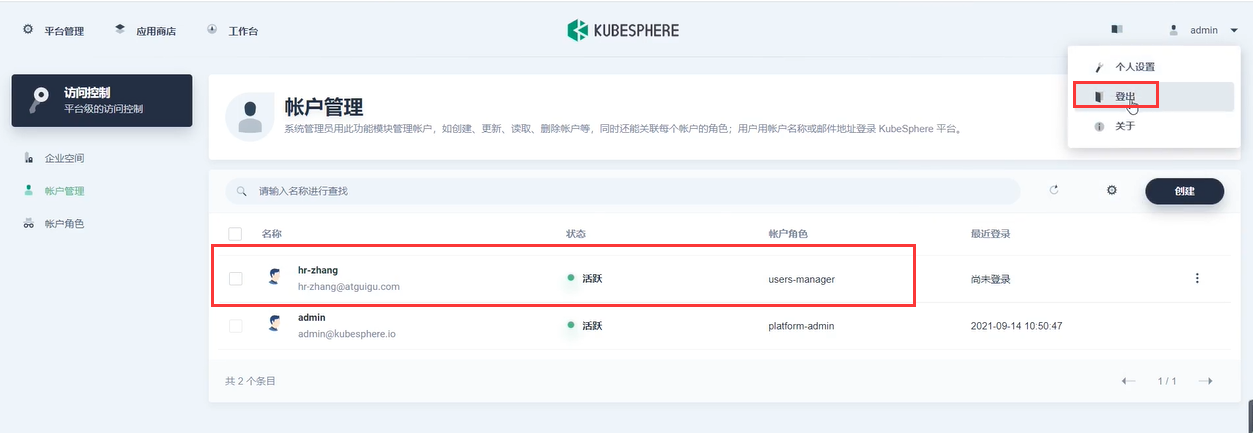 平台管理
应用商店
工作台
KUBESPHERE
admin
个人设置
登出
关于
访问控制
平台级的访问控制
企业空间
帐户管理
帐户角色
帐户管理
系统管理员用此功能模块管理帐户，如创建、更新、读取、删除帐户等，同时还能关联每个帐户的角色；用户用帐户名称或邮件地址登录 KubeSphere 平台。
请输入名称进行查找
创建
名称 状态 帐户角色 最近登录
hr-zhang
hr-zhang@atguigu.com
活跃
users-manager
尚未登录
admin
admin@kubesphere.io
活跃
platform-admin
2021-09-14 10:50:47
共 2 个条目
1 / 1